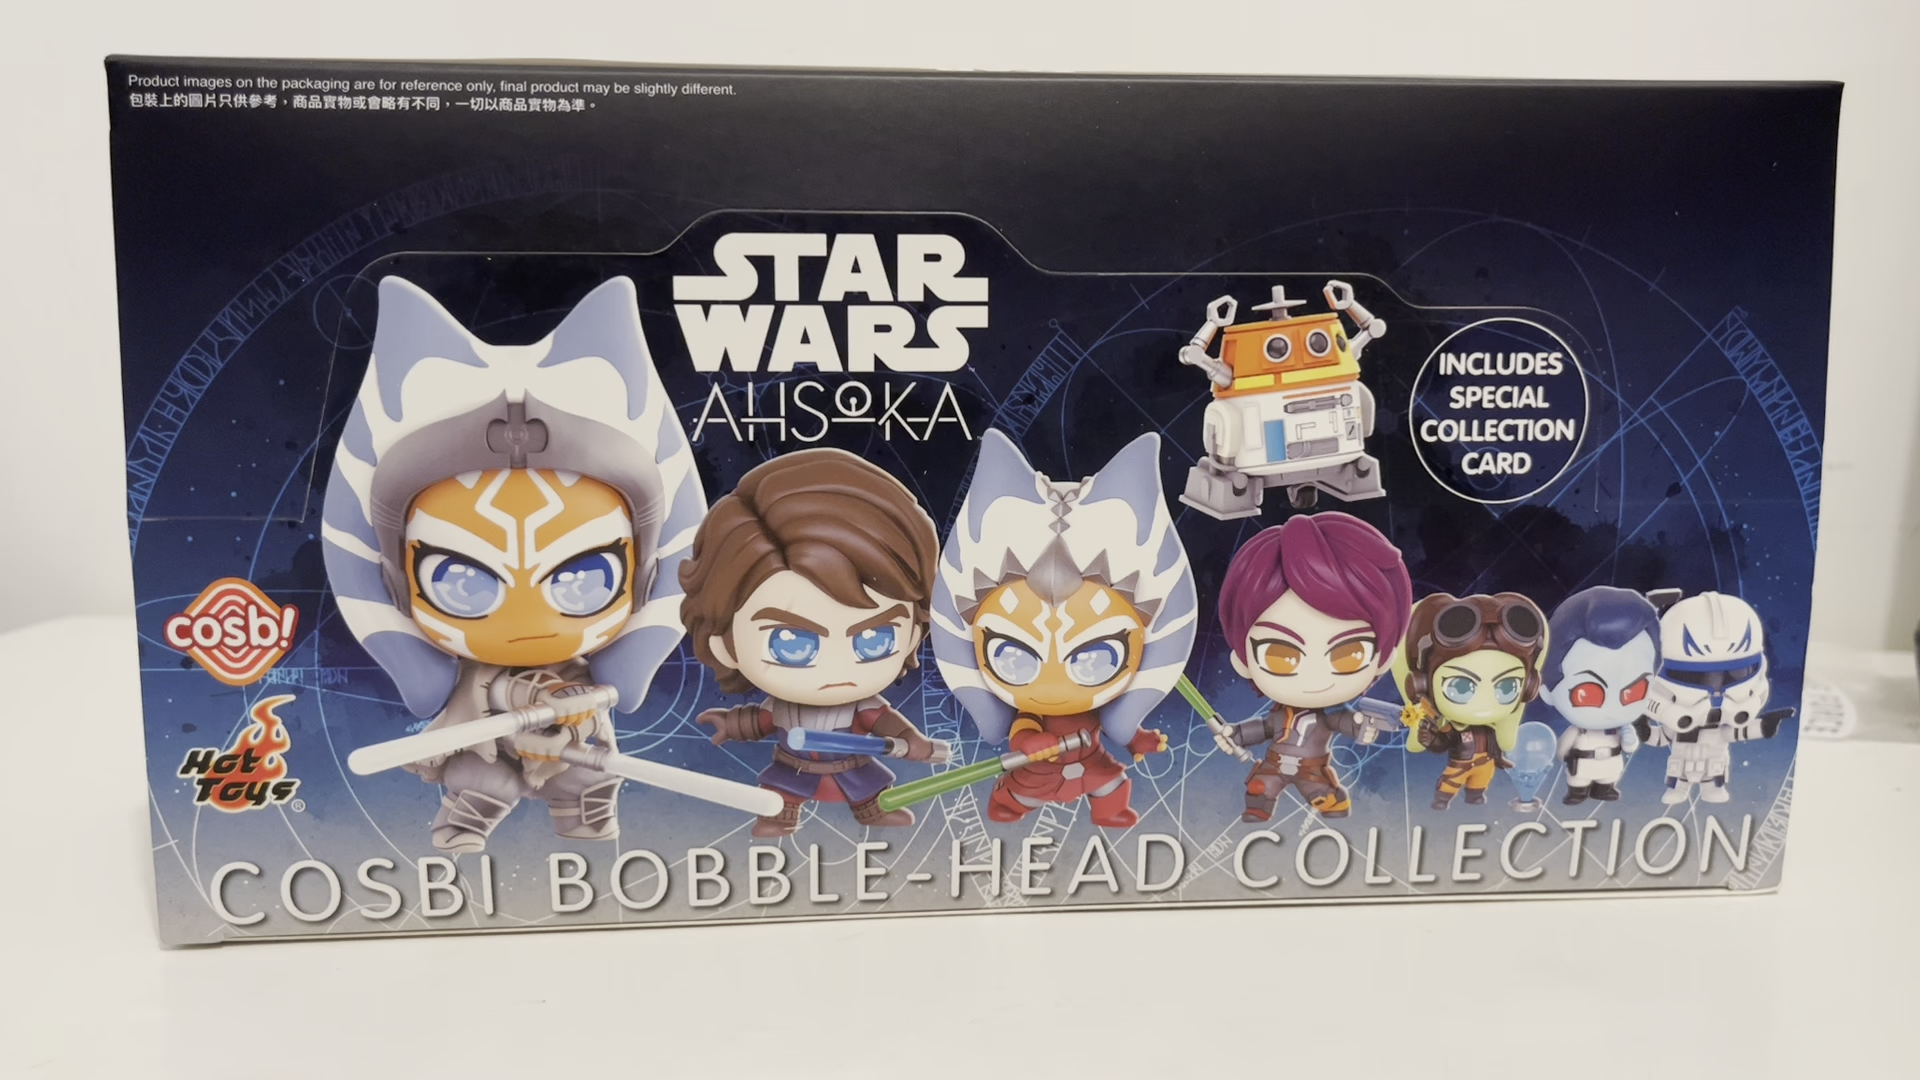 Product images on the packaging are for reference only, final product may be slightly different.
包裝上的圖片只供參考，商品實物或會略有不同，一切以商品實物為準。
STAR
WARS
AHSOKA
INCLUDES
SPECIAL
COLLECTION
CARD
cosb!
Hot
Toys®
COSBI BOBBLE-HEAD COLLECTION